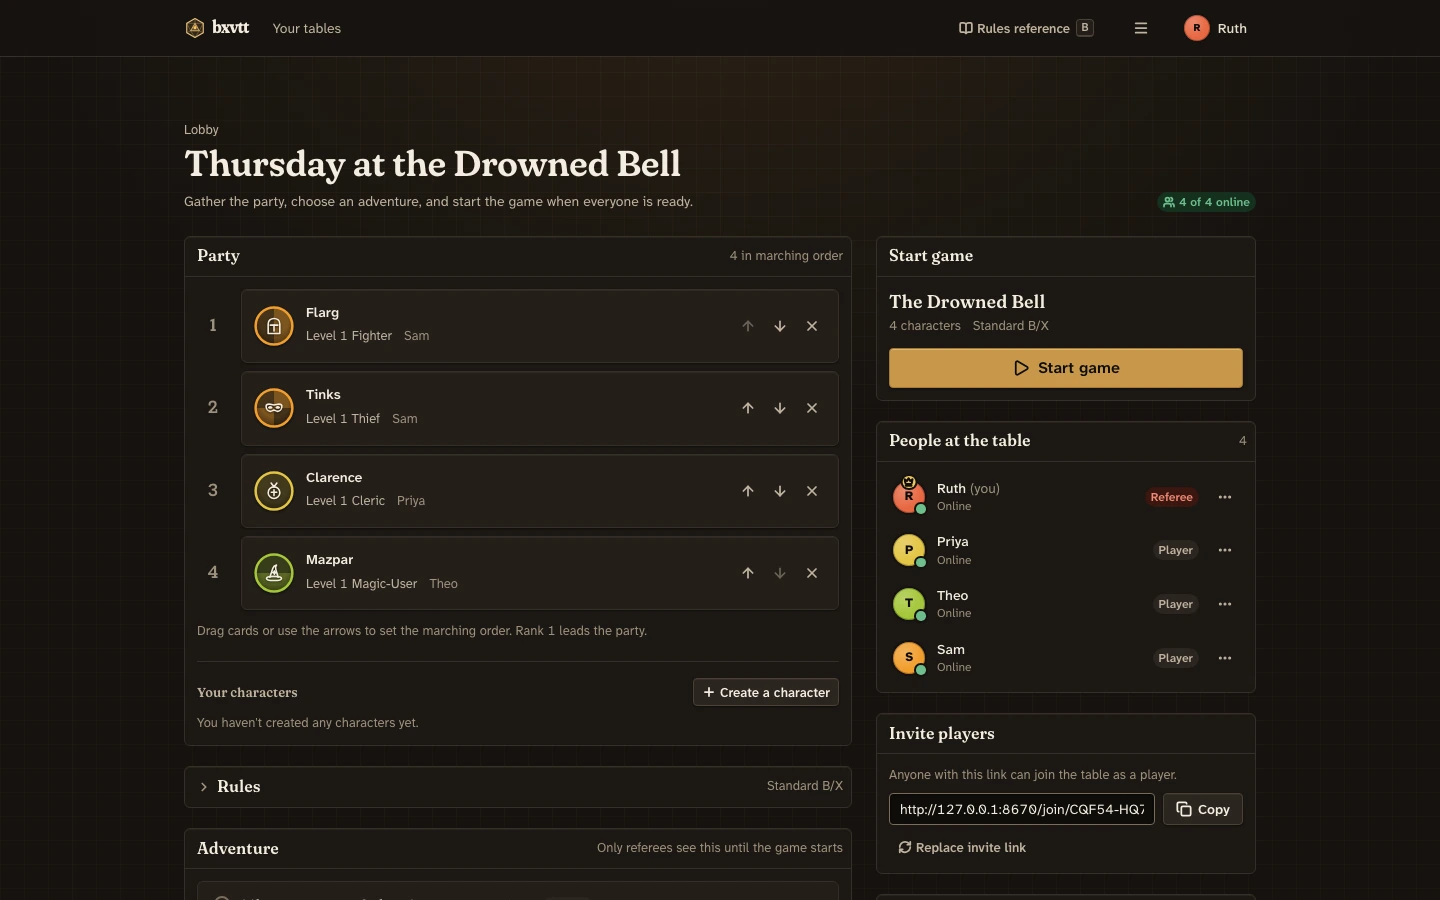 bxvtt
Your tables
Rules reference B
R Ruth
Lobby
Thursday at the Drowned Bell
Gather the party, choose an adventure, and start the game when everyone is ready.
4 of 4 online
Party
4 in marching order
1
Flarg
Level 1 Fighter Sam
2
Tinks
Level 1 Thief Sam
3
Clarence
Level 1 Cleric Priya
4
Mazpar
Level 1 Magic-User Theo
Drag cards or use the arrows to set the marching order. Rank 1 leads the party.
Your characters
Create a character
You haven't created any characters yet.
Rules
Standard B/X
Adventure
Only referees see this until the game starts
Start game
The Drowned Bell
4 characters Standard B/X
Start game
People at the table
4
R
Ruth (you)
Online
Referee
P
Priya
Online
Player
T
Theo
Online
Player
S
Sam
Online
Player
Invite players
Anyone with this link can join the table as a player.
http://127.0.0.1:8670/join/CQF54-HQ7
Copy
Replace invite link